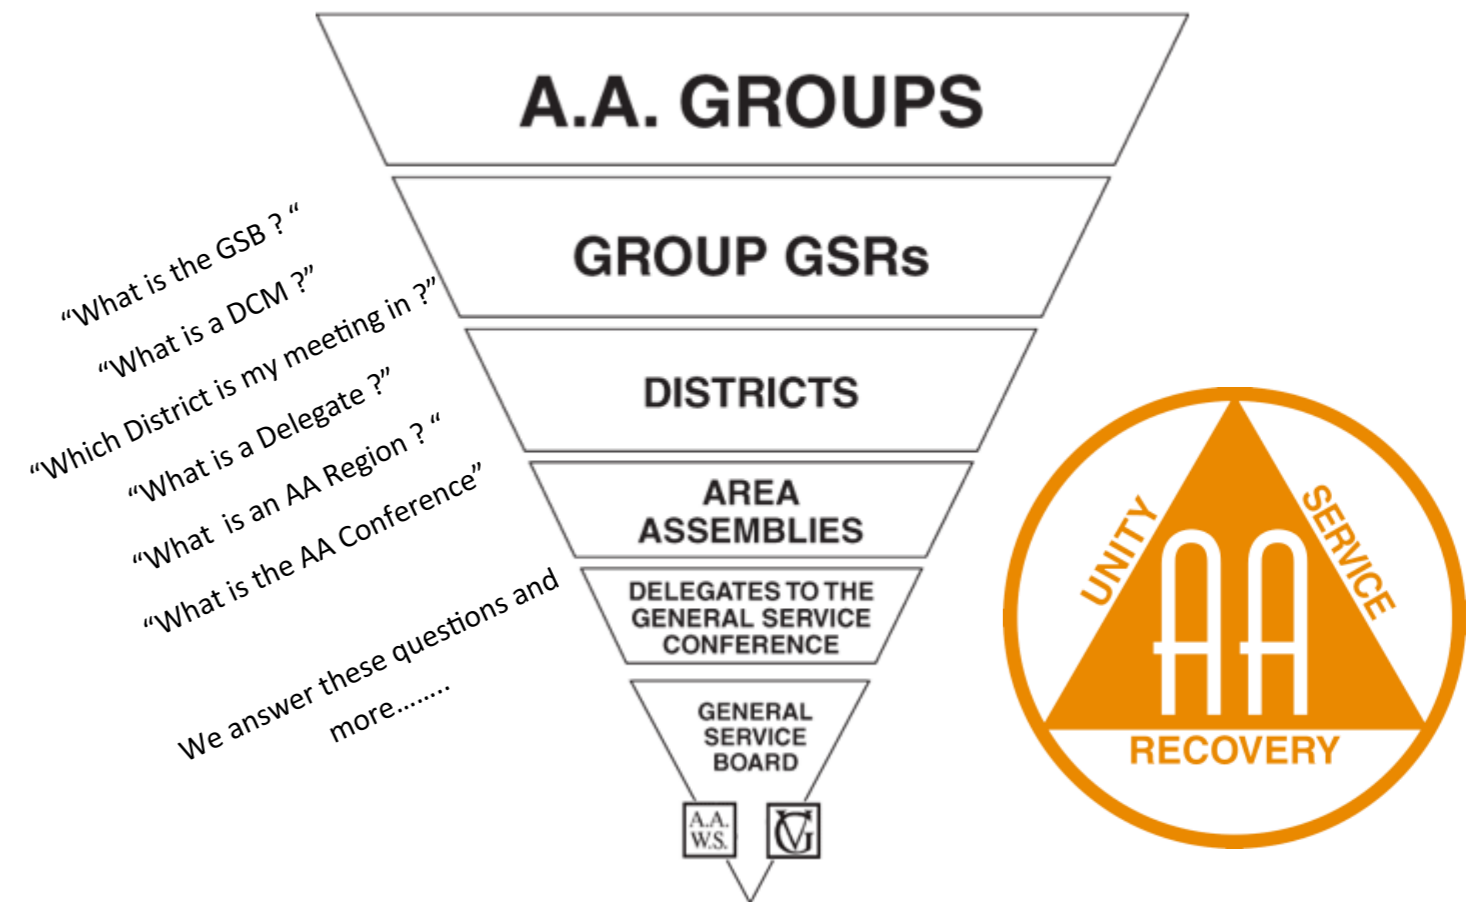 A.A. GROUPS
GROUP GSRs
DISTRICTS
AREA
ASSEMBLIES
DELEGATES TO THE
GENERAL SERVICE
CONFERENCE
GENERAL
SERVICE
BOARD
A.A.
W.S.
GV
“What is the GSB ? “
“What is a DCM ?”
“Which District is my meeting in ?”
“What is a Delegate ?”
“What  is an AA Region ? “
“What is the AA Conference”
We answer these questions and
more........
UNITY
SERVICE
AA
RECOVERY